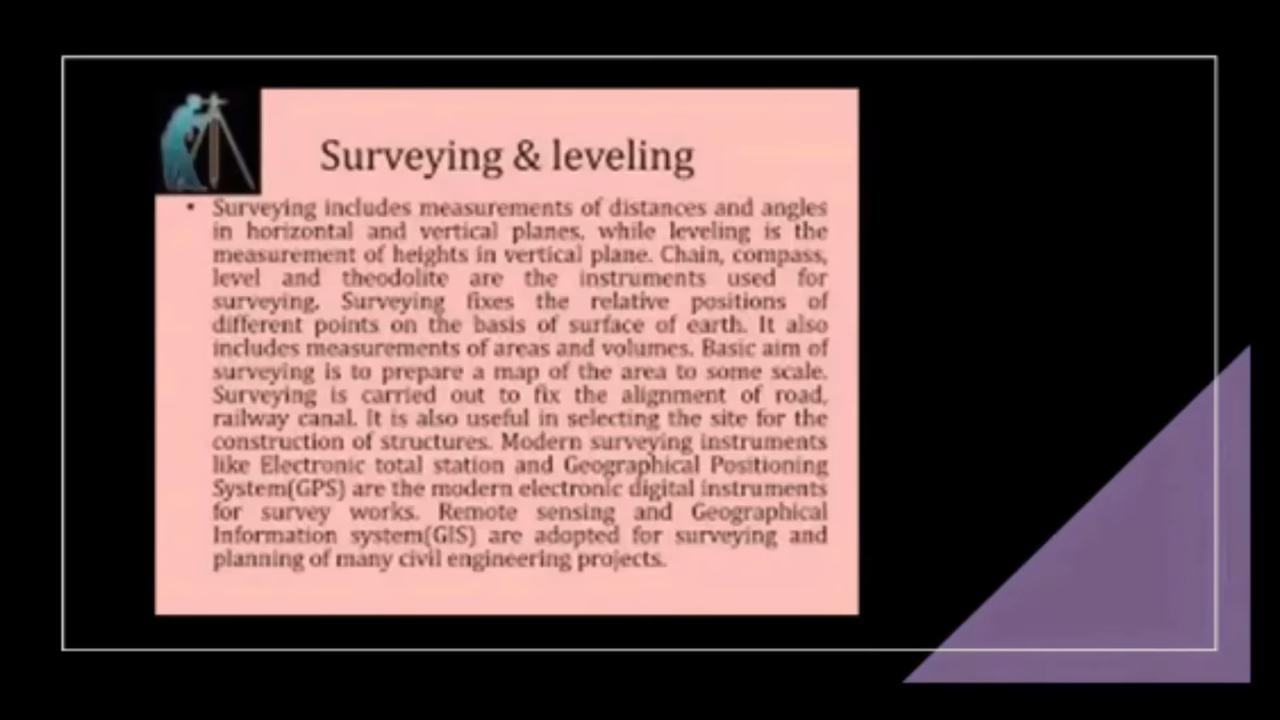 Surveying & leveling
• Surveying includes measurements of distances and angles
in horizontal and vertical planes, while leveling is the
measurement of heights in vertical plane. Chain, compass,
level and theodolite are the instruments used for
surveying. Surveying fixes the relative positions of
different points on the basis of surface of earth. It also
includes measurements of areas and volumes. Basic aim of
surveying is to prepare a map of the area to some scale.
Surveying is carried out to fix the alignment of road,
railway canal. It is also useful in selecting the site for the
construction of structures. Modern surveying instruments
like Electronic total station and Geographical Positioning
System(GPS) are the modern electronic digital instruments
for survey works. Remote sensing and Geographical
Information system(GIS) are adopted for surveying and
planning of many civil engineering projects.